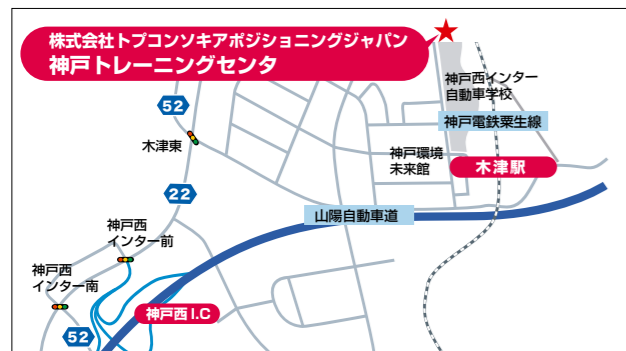 株式会社トプコンソキアポジショニングジャパン
神戸トレーニングセンタ
神戸西インター
自動車学校
52
神戸電鉄粟生線
木津東
神戸環境
未来館
木津駅
22
山陽自動車道
神戸西
インター前
神戸西
インター南
神戸西I.C
52